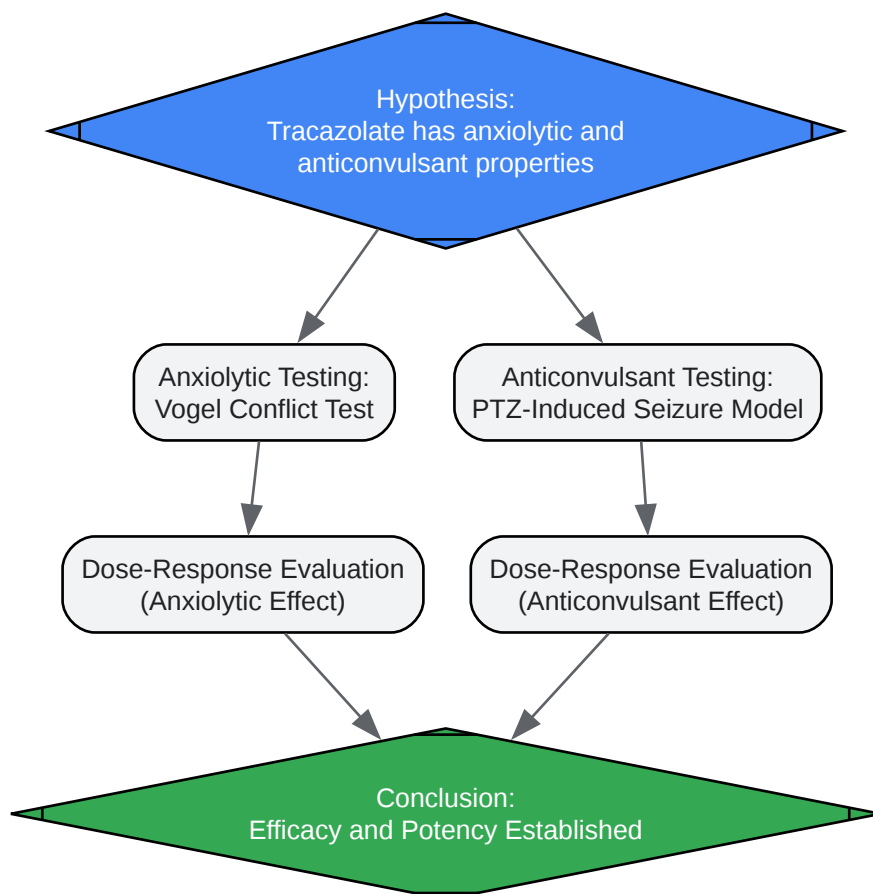 Hypothesis:
Tracazolate has anxiolytic and
anticonvulsant properties
Anxiolytic Testing:
Vogel Conflict Test
Anticonvulsant Testing:
PTZ-Induced Seizure Model
Dose-Response Evaluation
(Anxiolytic Effect)
Dose-Response Evaluation
(Anticonvulsant Effect)
Conclusion:
Efficacy and Potency Established